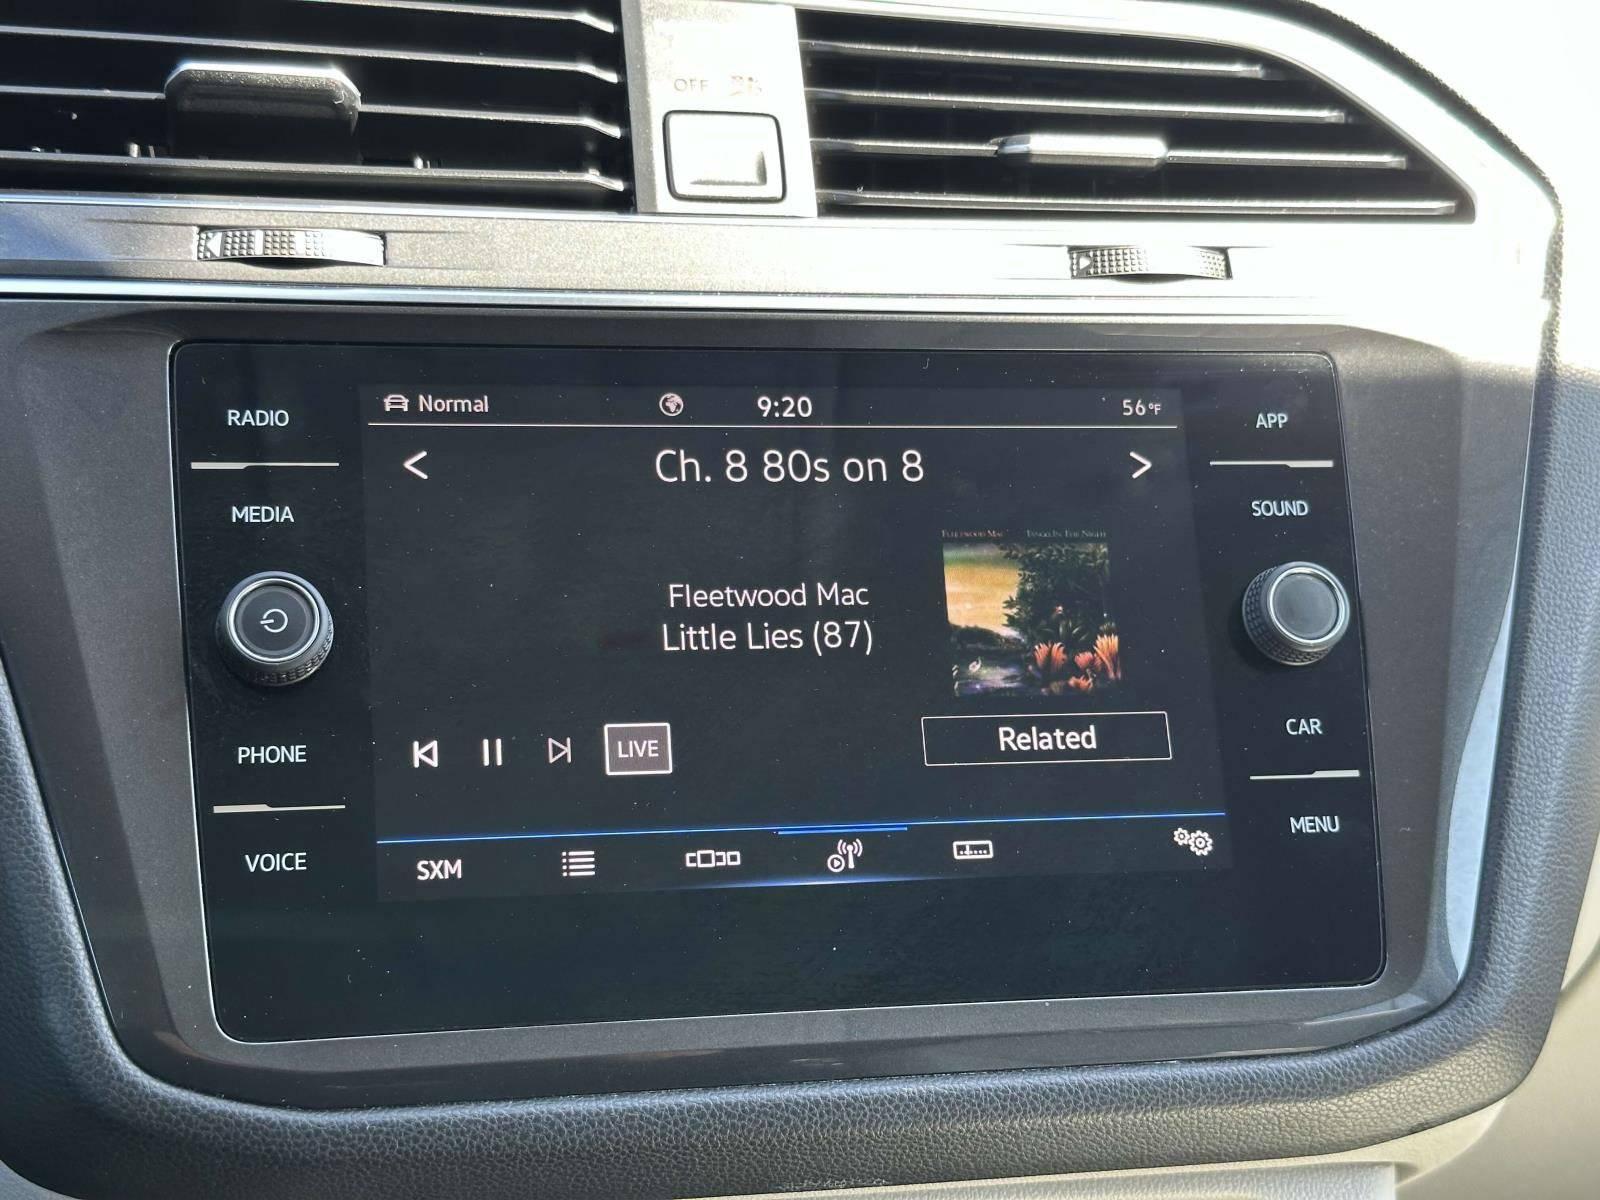 OFF
RADIO
MEDIA
PHONE
VOICE
Normal
9:20
56°F
Ch. 8 80s on 8
Fleetwood Mac
Little Lies (87)
FLEETWOOD MAC TANGO IN THE NIGHT
LIVE
Related
SXM
APP
SOUND
CAR
MENU